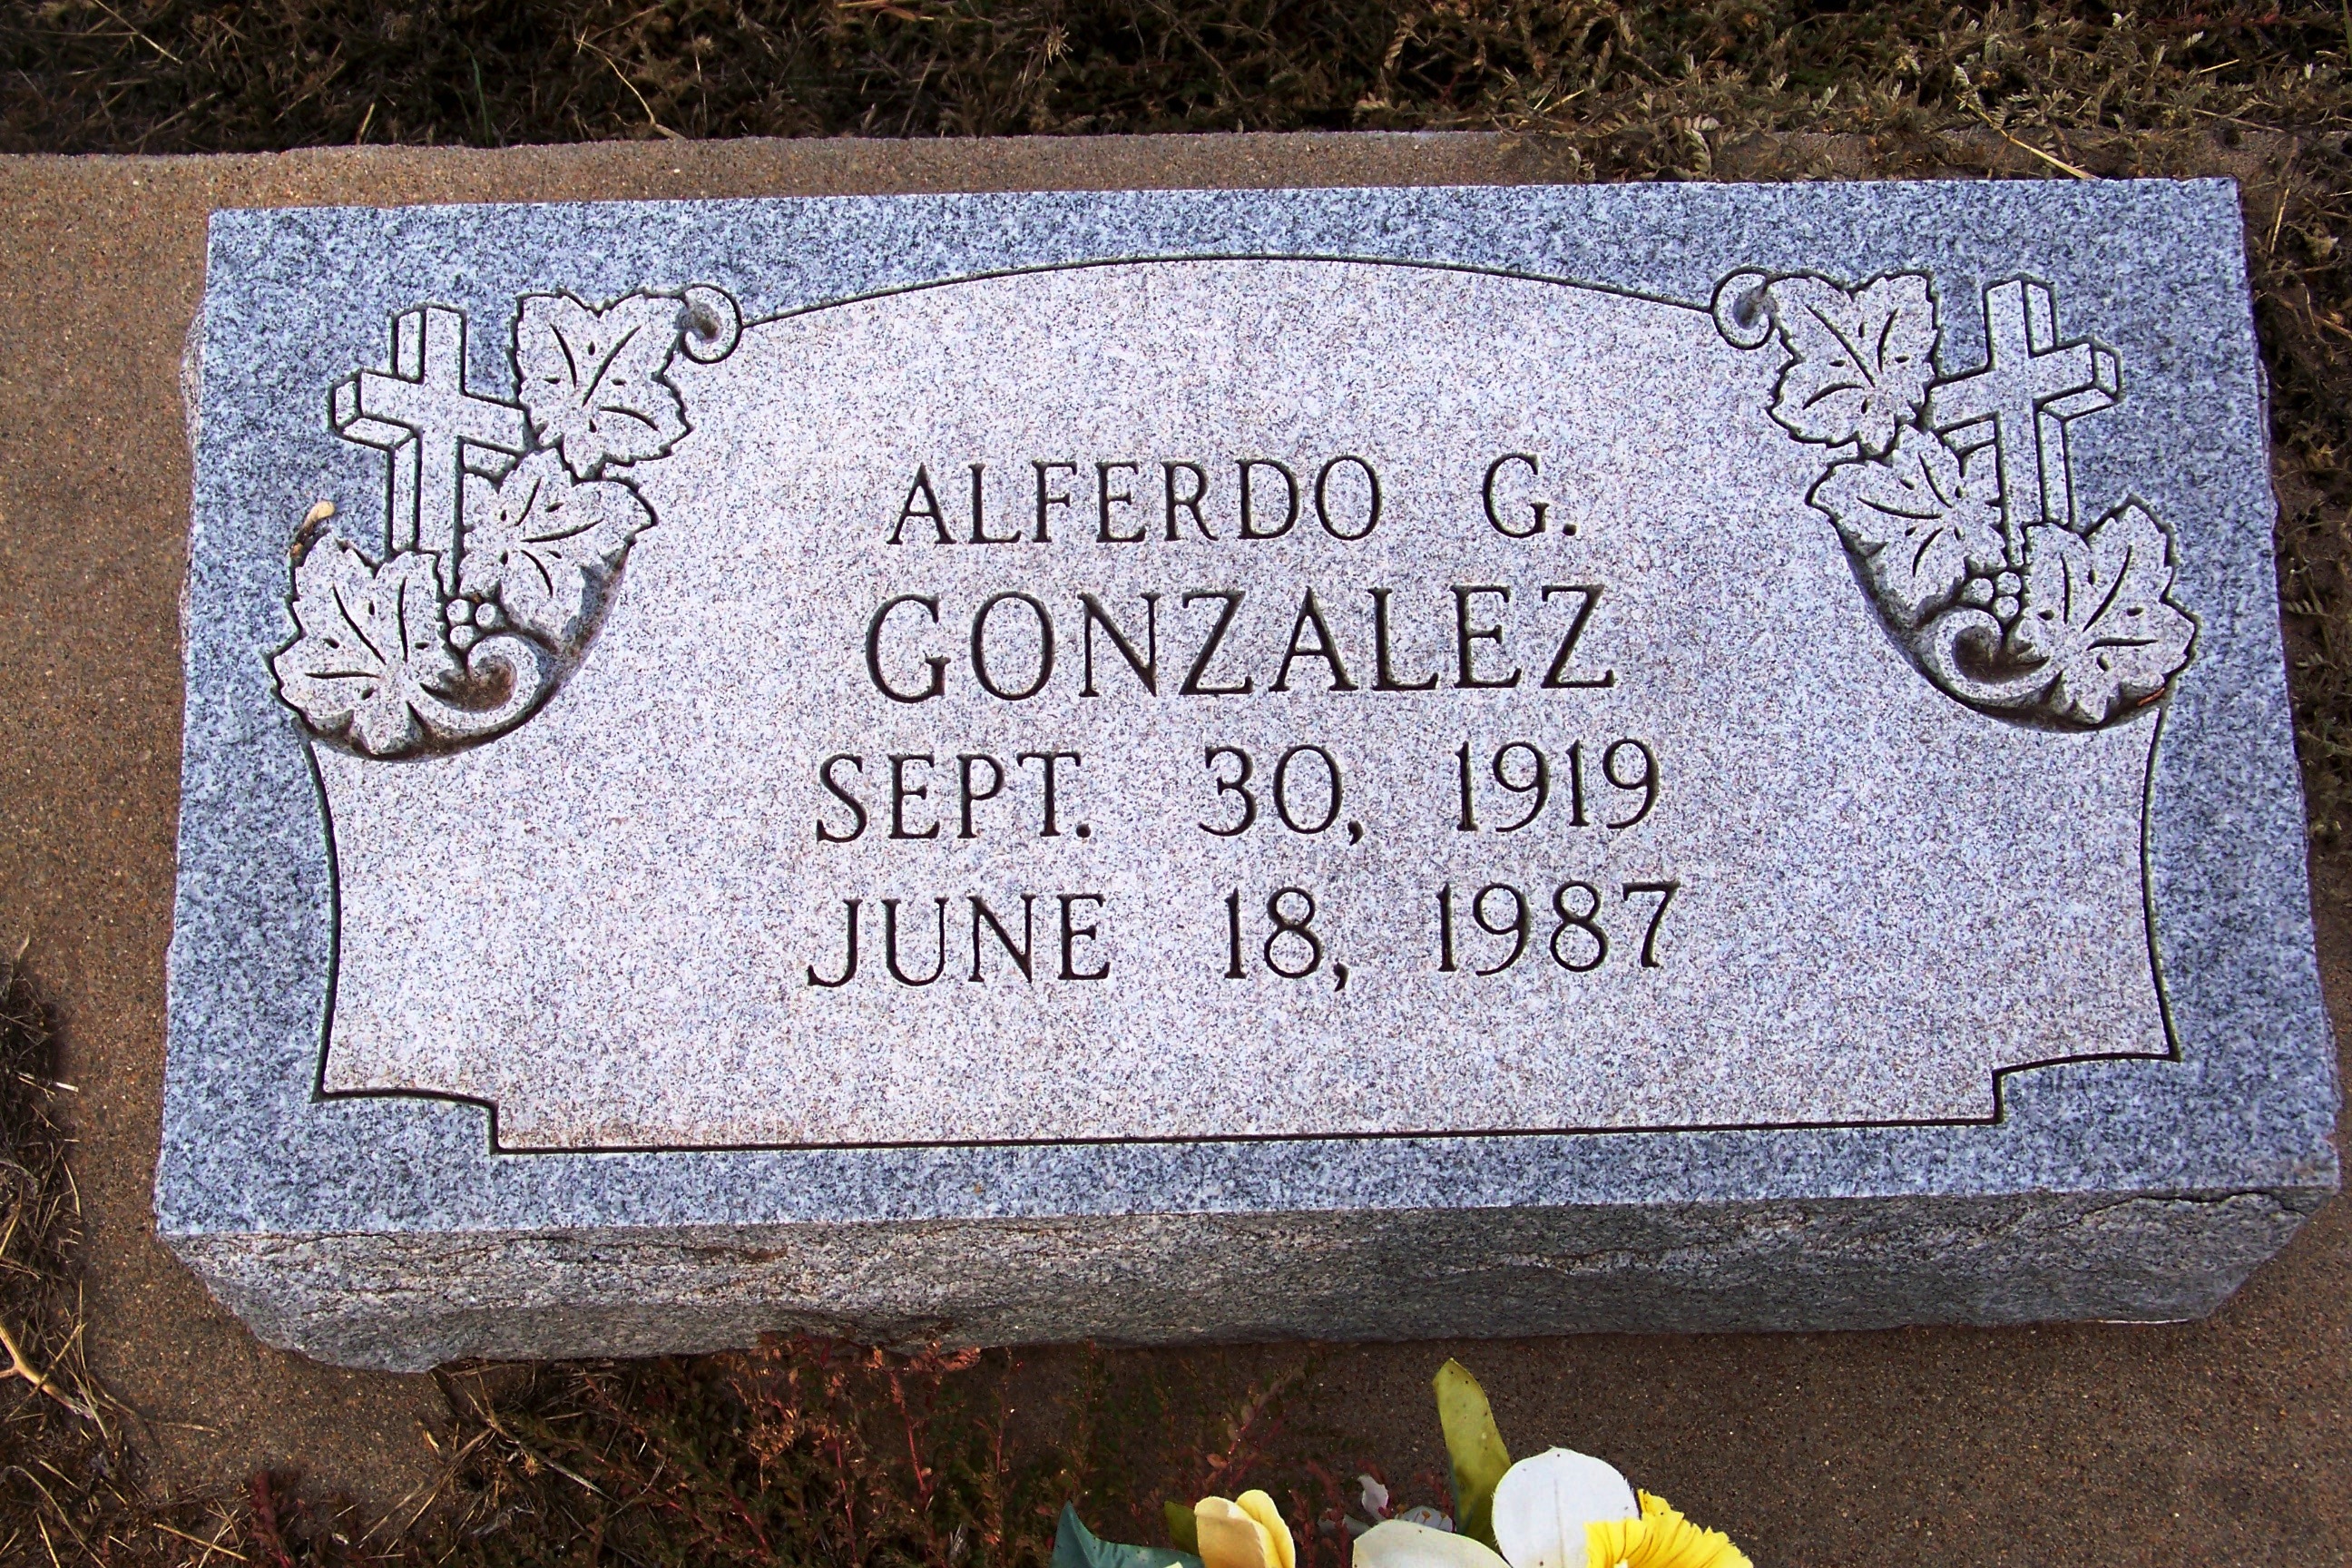 ALFERDO G.
GONZALEZ
SEPT. 30, 1919
JUNE 18, 1987